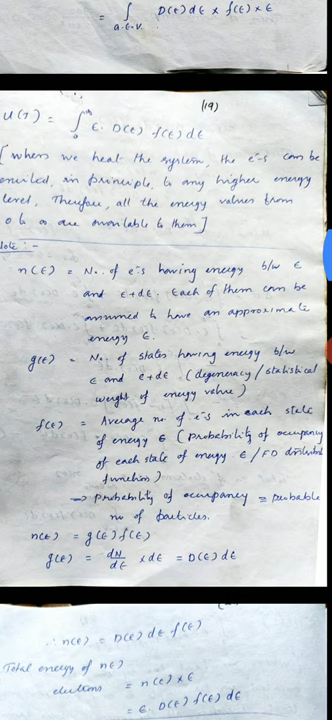 = ∫ D(ε) dε × f(ε) × ε
a.e.v.
(19)
U(T) = ∫₀^∞ ε. D(ε) f(ε) dε
[ when we heat the system, the e⁻s can be
in principle, to any higher energy
level, Therefore, all the energy values from
0 to ∞ are available to them ]
Note : -
n(ε) = No. of e⁻s having energy b/w ε
and ε+dε. Each of them can be
assumed to have an approximate
energy ε.
g(ε) = No. of states having energy b/w
ε and ε+dε (degeneracy / statistical
weight of energy value)
f(ε) = Average no. of e⁻s in each state
of energy ε (probability of occupancy
of each state of energy ε / FD distribution
function)
⇒ probability of occupancy = probable
no of particles.
n(ε) = g(ε) f(ε)
g(ε) = dN/dε × dε = D(ε) dε
∴ n(ε) = D(ε) dε f(ε)
Total energy of n(ε)
electrons = n(ε) × ε
= ε. D(ε) f(ε) dε